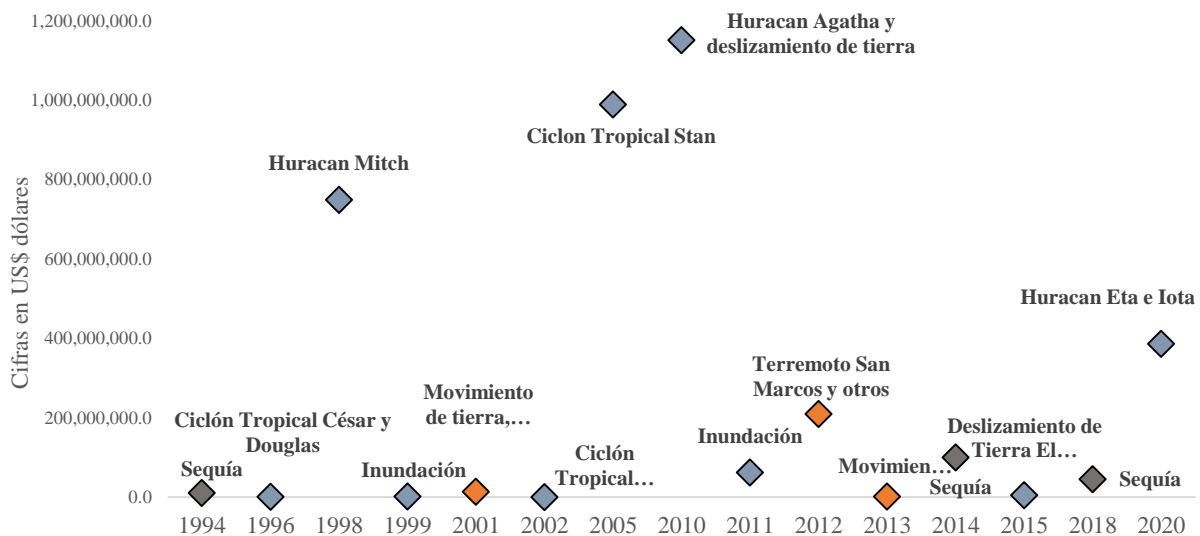 1,200,000,000.0
1,000,000,000.0
800,000,000.0
600,000,000.0
400,000,000.0
200,000,000.0
0.0
Cifras en US$ dólares
Huracan Agatha y
deslizamiento de tierra
Ciclon Tropical Stan
Huracan Mitch
Huracan Eta e Iota
Terremoto San
Marcos y otros
Movimiento
de tierra,...
Ciclón Tropical César y
Douglas
Deslizamiento de
Tierra El...
Inundación
Ciclón
Tropical...
Sequía
Inundación
Movimien...
Sequía
Sequía
1994 1996 1998 1999 2001 2002 2005 2010 2011 2012 2013 2014 2015 2018 2020